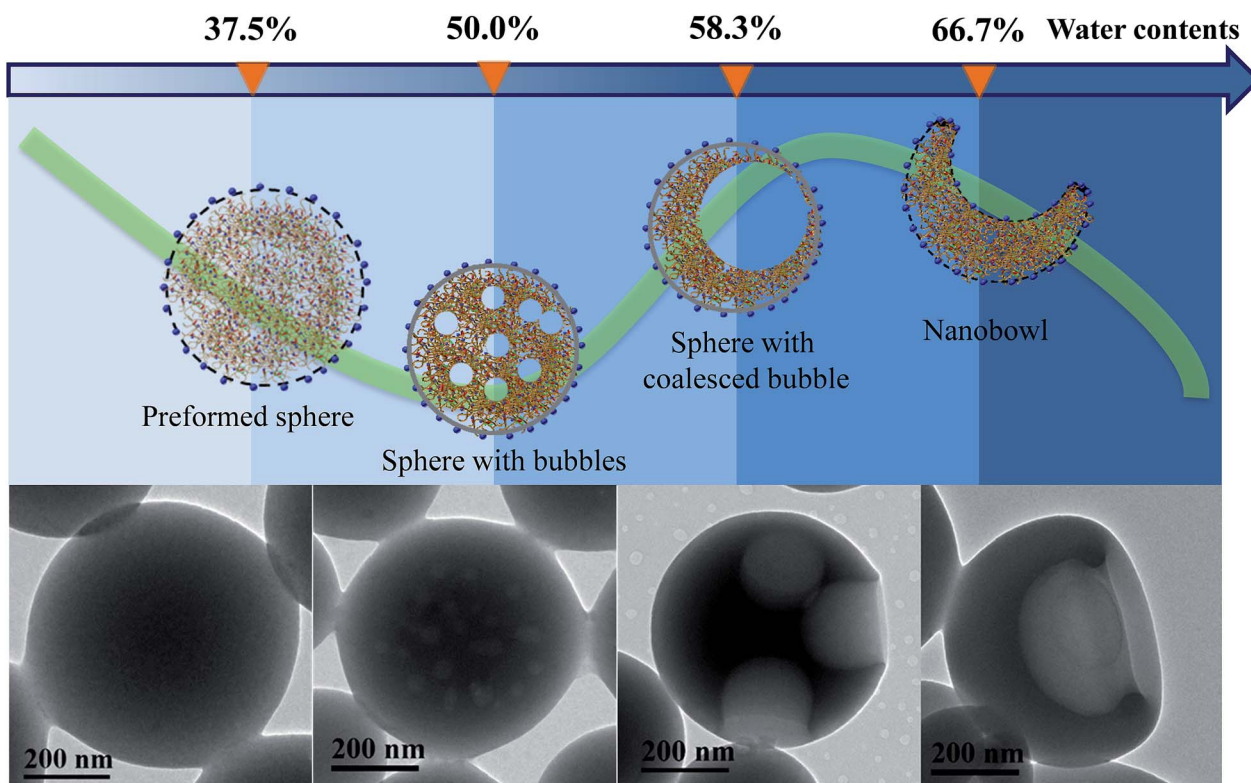 37.5% 50.0% 58.3% 66.7% Water contents
Preformed sphere
Sphere with bubbles
Sphere with
coalesced bubble
Nanobowl
200 nm 200 nm 200 nm 200 nm